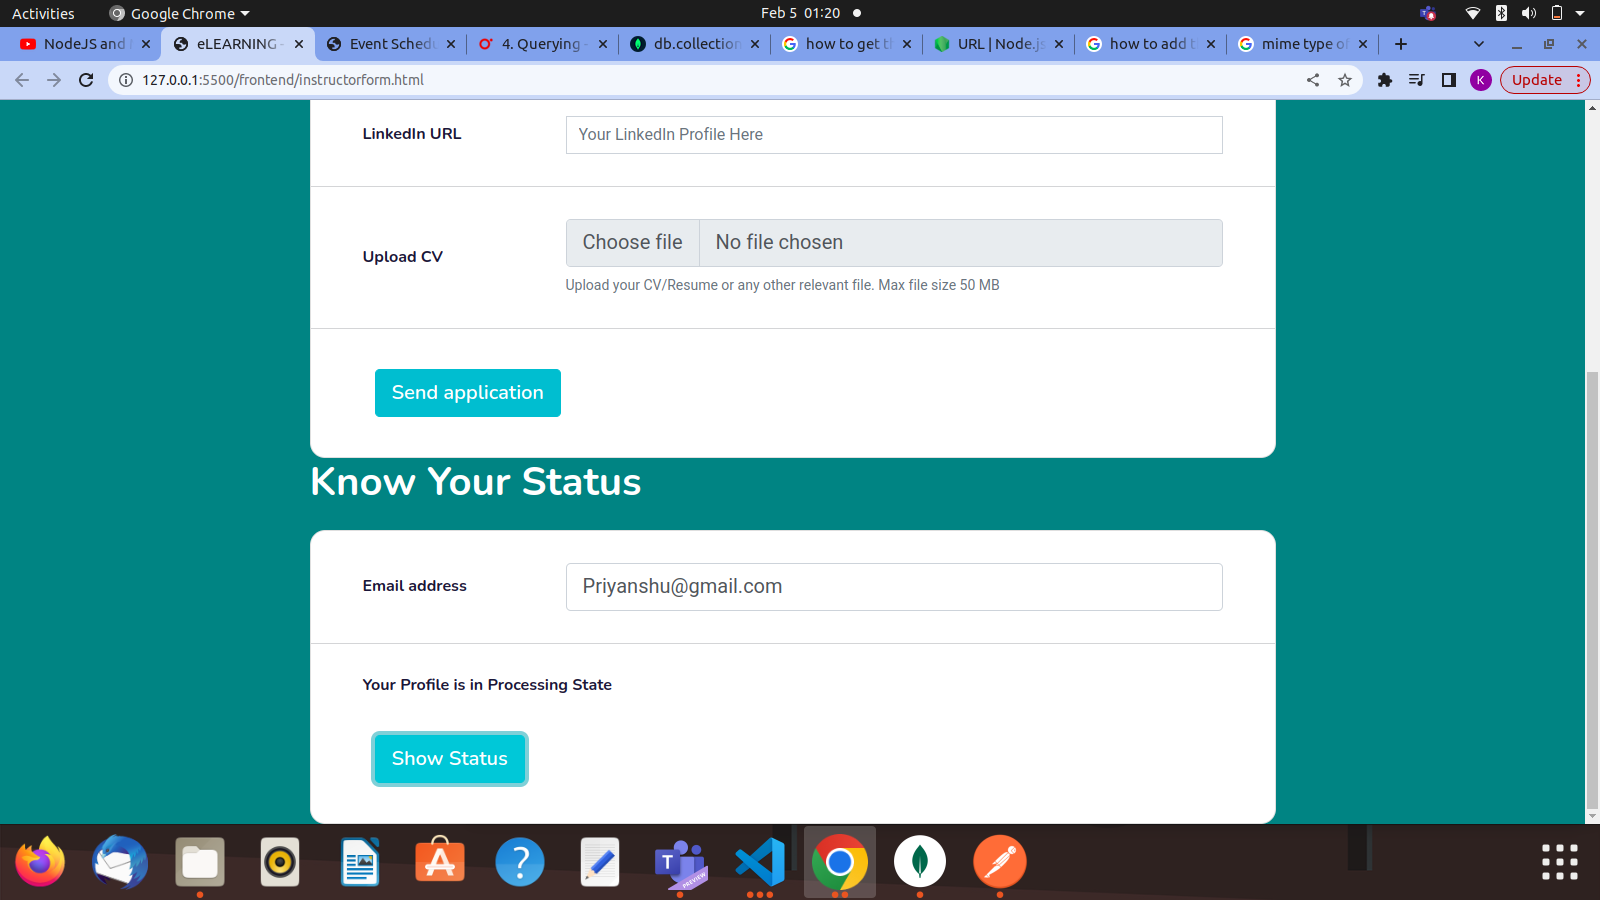 Activities
Google Chrome
Feb 5 01:20
NodeJS and
eLEARNING -
Event Schedu
4. Querying -
db.collection
how to get t
URL | Node.js
how to add t
mime type of
127.0.0.1:5500/frontend/instructorform.html
K
Update
LinkedIn URL
Your LinkedIn Profile Here
Upload CV
Choose file
No file chosen
Upload your CV/Resume or any other relevant file. Max file size 50 MB
Send application
Know Your Status
Email address
Priyanshu@gmail.com
Your Profile is in Processing State
Show Status
T
PREVIEW